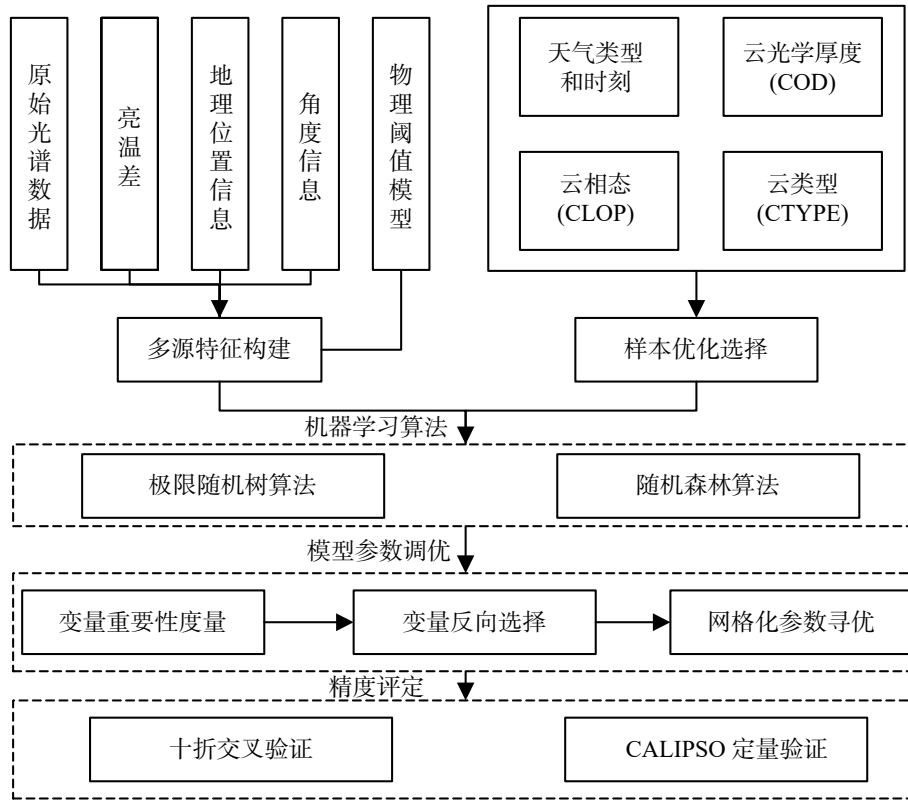 原始光谱数据
亮温差
地理位置信息
角度信息
物理阈值模型
天气类型
和时刻
云光学厚度
(COD)
云相态
(CLOP)
云类型
(CTYPE)
多源特征构建
样本优化选择
机器学习算法
极限随机树算法
随机森林算法
模型参数调优
变量重要性度量
变量反向选择
网格化参数寻优
精度评定
十折交叉验证
CALIPSO 定量验证